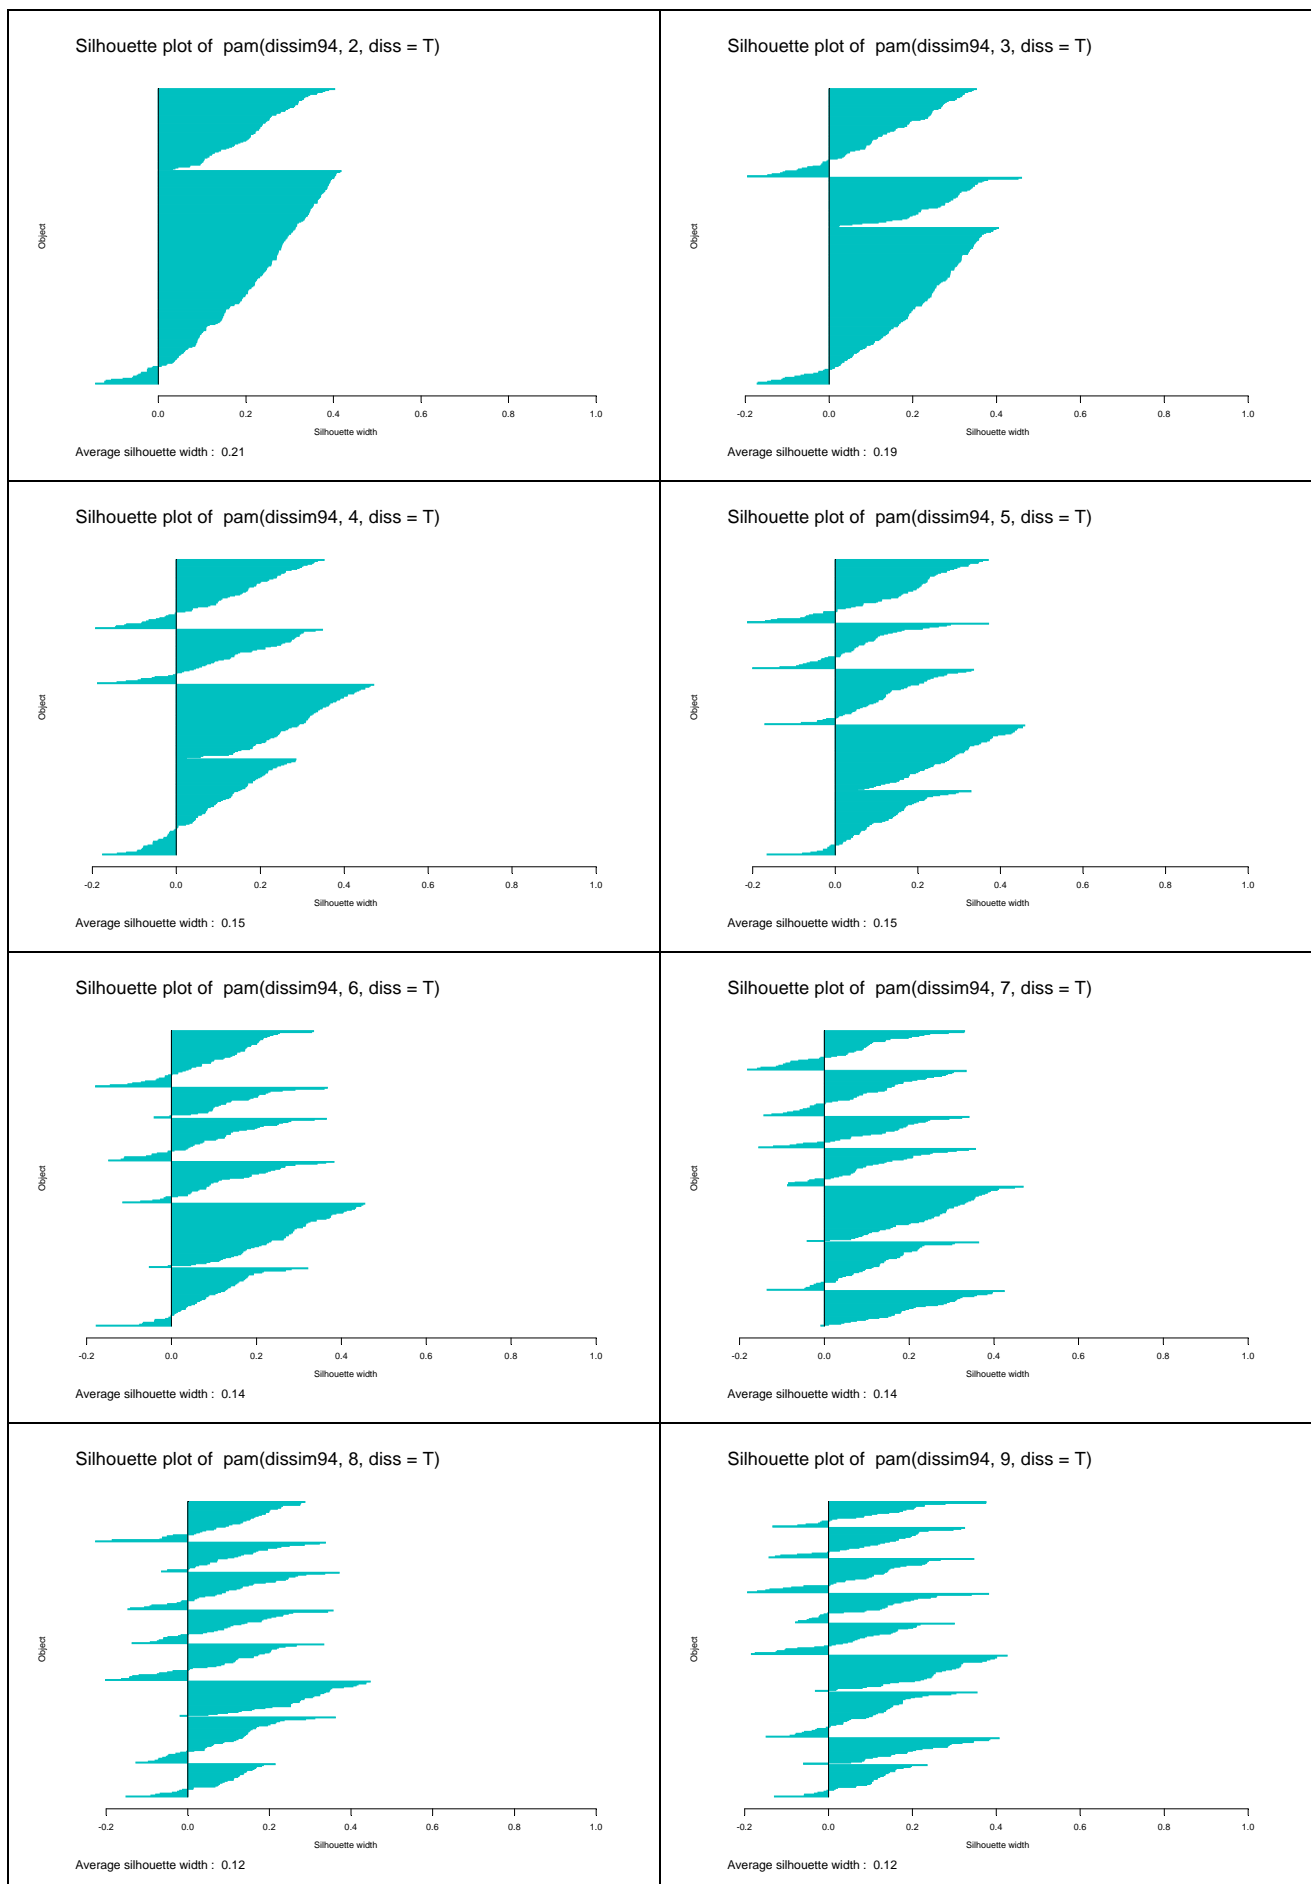 Silhouette plot of  pam(dissim94, 2, diss = T)
Object
0.0 0.2 0.4 0.6 0.8 1.0
Silhouette width
Average silhouette width :  0.21
Silhouette plot of  pam(dissim94, 3, diss = T)
Object
-0.2 0.0 0.2 0.4 0.6 0.8 1.0
Silhouette width
Average silhouette width :  0.19
Silhouette plot of  pam(dissim94, 4, diss = T)
Object
-0.2 0.0 0.2 0.4 0.6 0.8 1.0
Silhouette width
Average silhouette width :  0.15
Silhouette plot of  pam(dissim94, 5, diss = T)
Object
-0.2 0.0 0.2 0.4 0.6 0.8 1.0
Silhouette width
Average silhouette width :  0.15
Silhouette plot of  pam(dissim94, 6, diss = T)
Object
-0.2 0.0 0.2 0.4 0.6 0.8 1.0
Silhouette width
Average silhouette width :  0.14
Silhouette plot of  pam(dissim94, 7, diss = T)
Object
-0.2 0.0 0.2 0.4 0.6 0.8 1.0
Silhouette width
Average silhouette width :  0.14
Silhouette plot of  pam(dissim94, 8, diss = T)
Object
-0.2 0.0 0.2 0.4 0.6 0.8 1.0
Silhouette width
Average silhouette width :  0.12
Silhouette plot of  pam(dissim94, 9, diss = T)
Object
-0.2 0.0 0.2 0.4 0.6 0.8 1.0
Silhouette width
Average silhouette width :  0.12